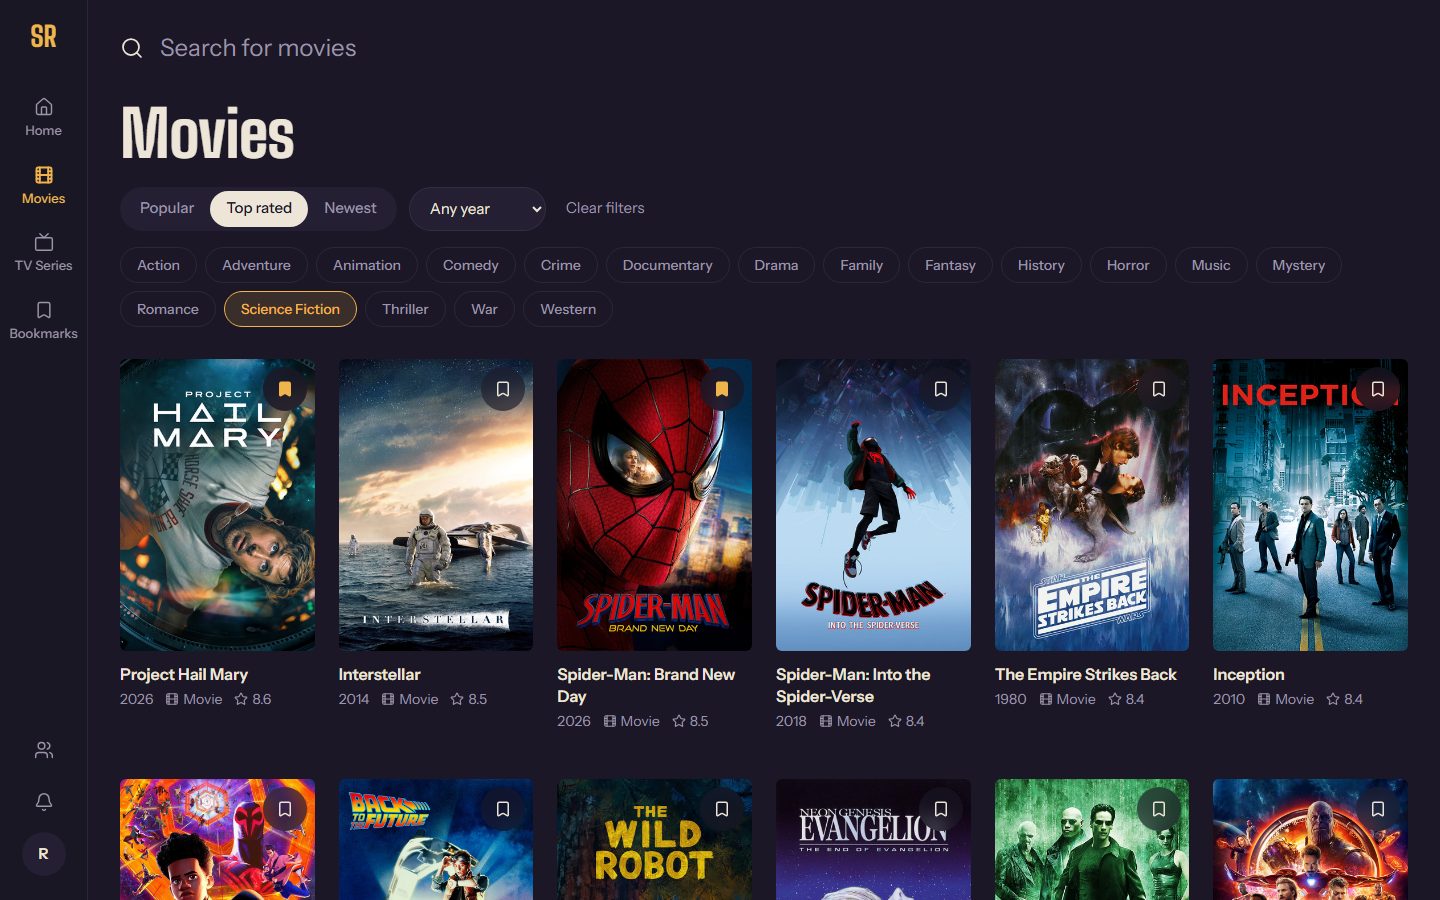 SR
Search for movies
Home
Movies
TV Series
Bookmarks
R
Movies
Popular
Top rated
Newest
Any year
Clear filters
Action
Adventure
Animation
Comedy
Crime
Documentary
Drama
Family
Fantasy
History
Horror
Music
Mystery
Romance
Science Fiction
Thriller
War
Western
PROJECT
HAIL
MARY
INTERSTELLAR
SPIDER-MAN
BRAND NEW DAY
SPIDER-MAN
INTO THE SPIDER-VERSE
STAR
THE
EMPIRE
STRIKES BACK
WARS
Project Hail Mary
2026 Movie 8.6
Interstellar
2014 Movie 8.5
Spider-Man: Brand New
Day
2026 Movie 8.5
Spider-Man: Into the
Spider-Verse
2018 Movie 8.4
The Empire Strikes Back
1980 Movie 8.4
Inception
2010 Movie 8.4
BACK
TO THE
FUTURE
THE
WILD
ROBOT
NEON GENESIS
EVANGELION
THE END OF EVANGELION